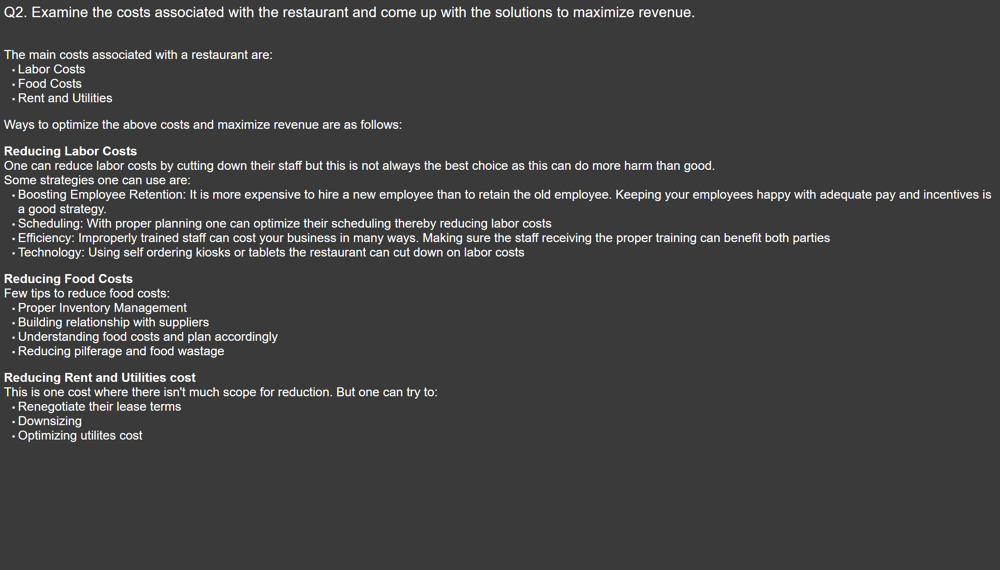 Q2. Examine the costs associated with the restaurant and come up with the solutions to maximize revenue.
The main costs associated with a restaurant are:
• Labor Costs
• Food Costs
• Rent and Utilities
Ways to optimize the above costs and maximize revenue are as follows:
Reducing Labor Costs
One can reduce labor costs by cutting down their staff but this is not always the best choice as this can do more harm than good.
Some strategies one can use are:
• Boosting Employee Retention: It is more expensive to hire a new employee than to retain the old employee. Keeping your employees happy with adequate pay and incentives is
a good strategy.
• Scheduling: With proper planning one can optimize their scheduling thereby reducing labor costs
• Efficiency: Improperly trained staff can cost your business in many ways. Making sure the staff receiving the proper training can benefit both parties
• Technology: Using self ordering kiosks or tablets the restaurant can cut down on labor costs
Reducing Food Costs
Few tips to reduce food costs:
• Proper Inventory Management
• Building relationship with suppliers
• Understanding food costs and plan accordingly
• Reducing pilferage and food wastage
Reducing Rent and Utilities cost
This is one cost where there isn't much scope for reduction. But one can try to:
• Renegotiate their lease terms
• Downsizing
• Optimizing utilites cost